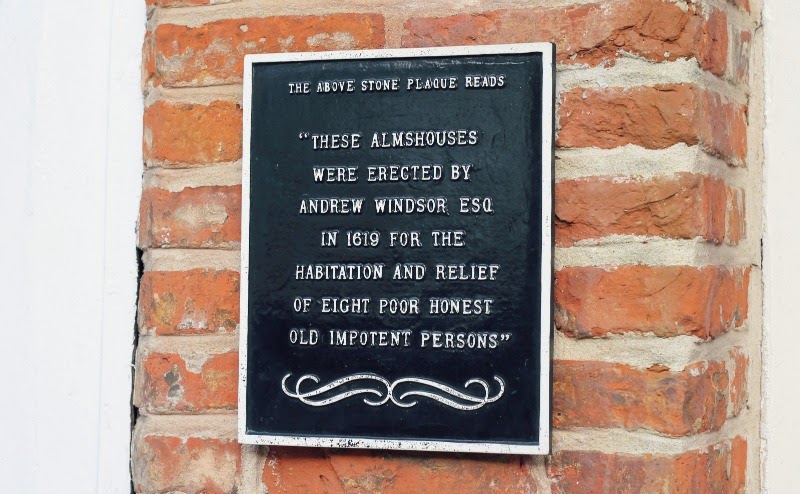 THE ABOVE STONE PLAQUE READS
“THESE ALMSHOUSES
WERE ERECTED BY
ANDREW WINDSOR ESQ
IN 1619 FOR THE
HABITATION AND RELIEF
OF EIGHT POOR HONEST
OLD IMPOTENT PERSONS”